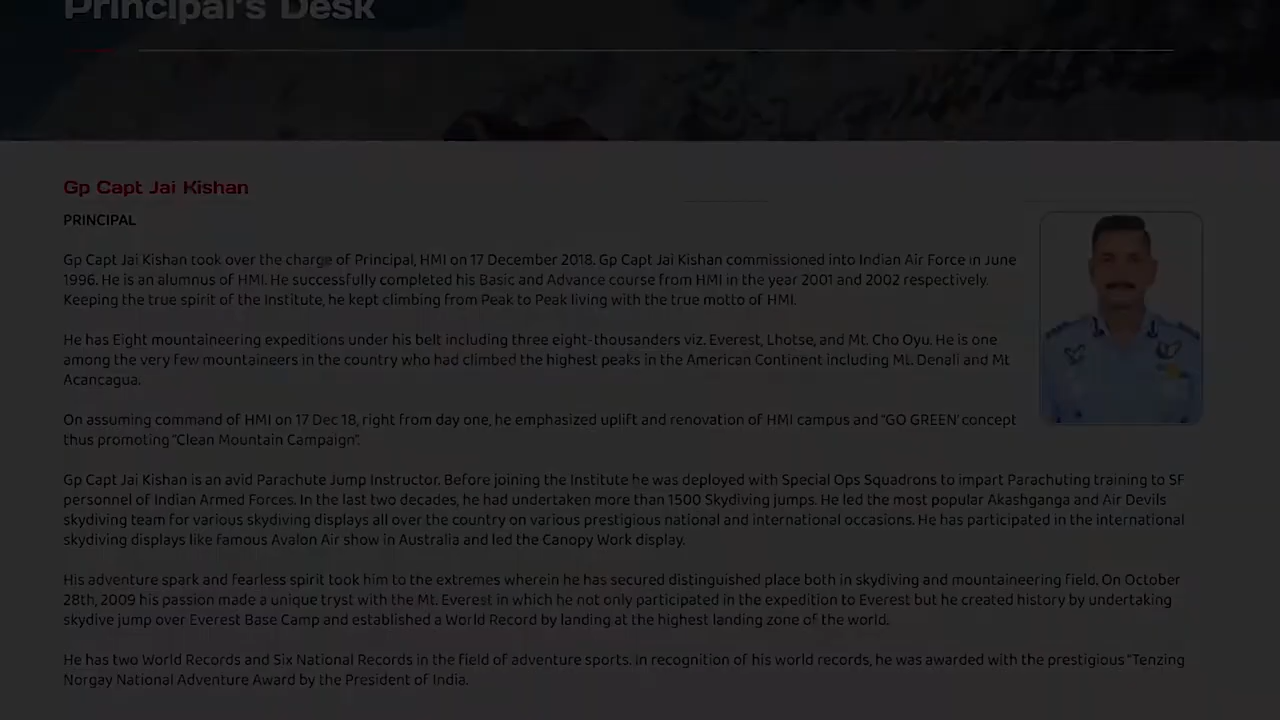 Principal's Desk
Gp Capt Jai Kishan
PRINCIPAL
Gp Capt Jai Kishan took over the charge of Principal, HMI on 17 December 2018. Gp Capt Jai Kishan commissioned into Indian Air Force in June
1996. He is an alumnus of HMI. He successfully completed his Basic and Advance course from HMI in the year 2001 and 2002 respectively.
Keeping the true spirit of the Institute, he kept climbing from Peak to Peak living with the true motto of HMI.
He has Eight mountaineering expeditions under his belt including three eight-thousanders viz. Everest, Lhotse, and Mt. Cho Oyu. He is one
among the very few mountaineers in the country who had climbed the highest peaks in the American Continent including Mt. Denali and Mt
Acancagua.
On assuming command of HMI on 17 Dec 18, right from day one, he emphasized uplift and renovation of HMI campus and "GO GREEN' concept
thus promoting "Clean Mountain Campaign".
Gp Capt Jai Kishan is an avid Parachute Jump Instructor. Before joining the Institute he was deployed with Special Ops Squadrons to impart Parachuting training to SF
personnel of Indian Armed Forces. In the last two decades, he had undertaken more than 1500 Skydiving jumps. He led the most popular Akashganga and Air Devils
skydiving team for various skydiving displays all over the country on various prestigious national and international occasions. He has participated in the international
skydiving displays like famous Avalon Air show in Australia and led the Canopy Work display.
His adventure spark and fearless spirit took him to the extremes wherein he has secured distinguished place both in skydiving and mountaineering field. On October
28th, 2009 his passion made a unique tryst with the Mt. Everest in which he not only participated in the expedition to Everest but he created history by undertaking
skydive jump over Everest Base Camp and established a World Record by landing at the highest landing zone of the world.
He has two World Records and Six National Records in the field of adventure sports. In recognition of his world records, he was awarded with the prestigious "Tenzing
Norgay National Adventure Award by the President of India.